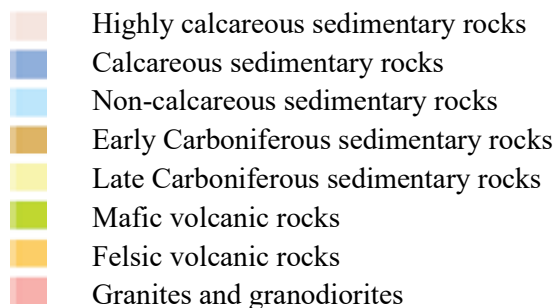 Highly calcareous sedimentary rocks
Calcareous sedimentary rocks
Non-calcareous sedimentary rocks
Early Carboniferous sedimentary rocks
Late Carboniferous sedimentary rocks
Mafic volcanic rocks
Felsic volcanic rocks
Granites and granodiorites